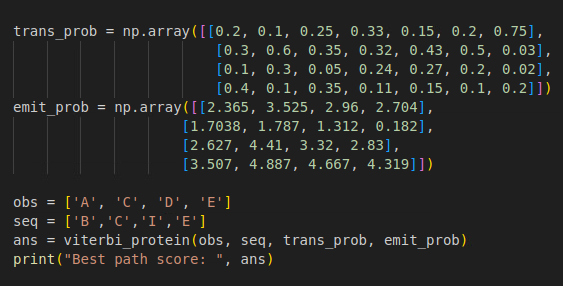 trans_prob = np.array([[0.2, 0.1, 0.25, 0.33, 0.15, 0.2, 0.75],
[0.3, 0.6, 0.35, 0.32, 0.43, 0.5, 0.03],
[0.1, 0.3, 0.05, 0.24, 0.27, 0.2, 0.02],
[0.4, 0.1, 0.35, 0.11, 0.15, 0.1, 0.2]])
emit_prob = np.array([[2.365, 3.525, 2.96, 2.704],
[1.7038, 1.787, 1.312, 0.182],
[2.627, 4.41, 3.32, 2.83],
[3.507, 4.887, 4.667, 4.319]])
obs = ['A', 'C', 'D', 'E']
seq = ['B','C','I','E']
ans = viterbi_protein(obs, seq, trans_prob, emit_prob)
print("Best path score: ", ans)